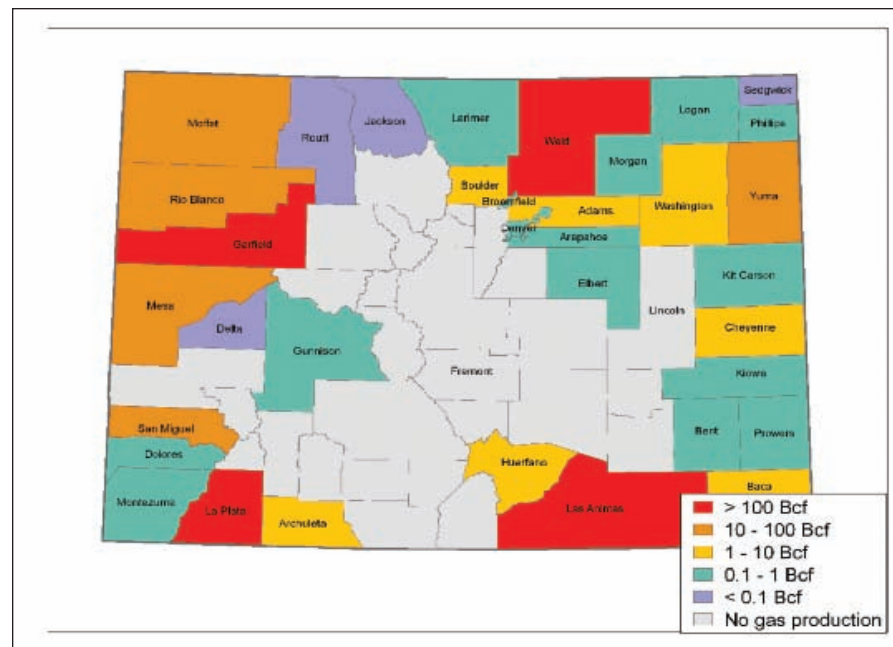 Sedgwick
Moffat
Routt
Jackson
Larimer
Weld
Logan
Phillips
Morgan
Rio Blanco
Boulder
Broomfield
Adams
Washington
Yuma
Garfield
Denver
Arapahoe
Elbert
Kit Carson
Mesa
Lincoln
Delta
Cheyenne
Gunnison
Fremont
Kiowa
San Miguel
Bent
Prowers
Dolores
Huerfano
Montezuma
La Plata
Archuleta
Las Animas
Baca
> 100 Bcf
10 - 100 Bcf
1 - 10 Bcf
0.1 - 1 Bcf
< 0.1 Bcf
No gas production